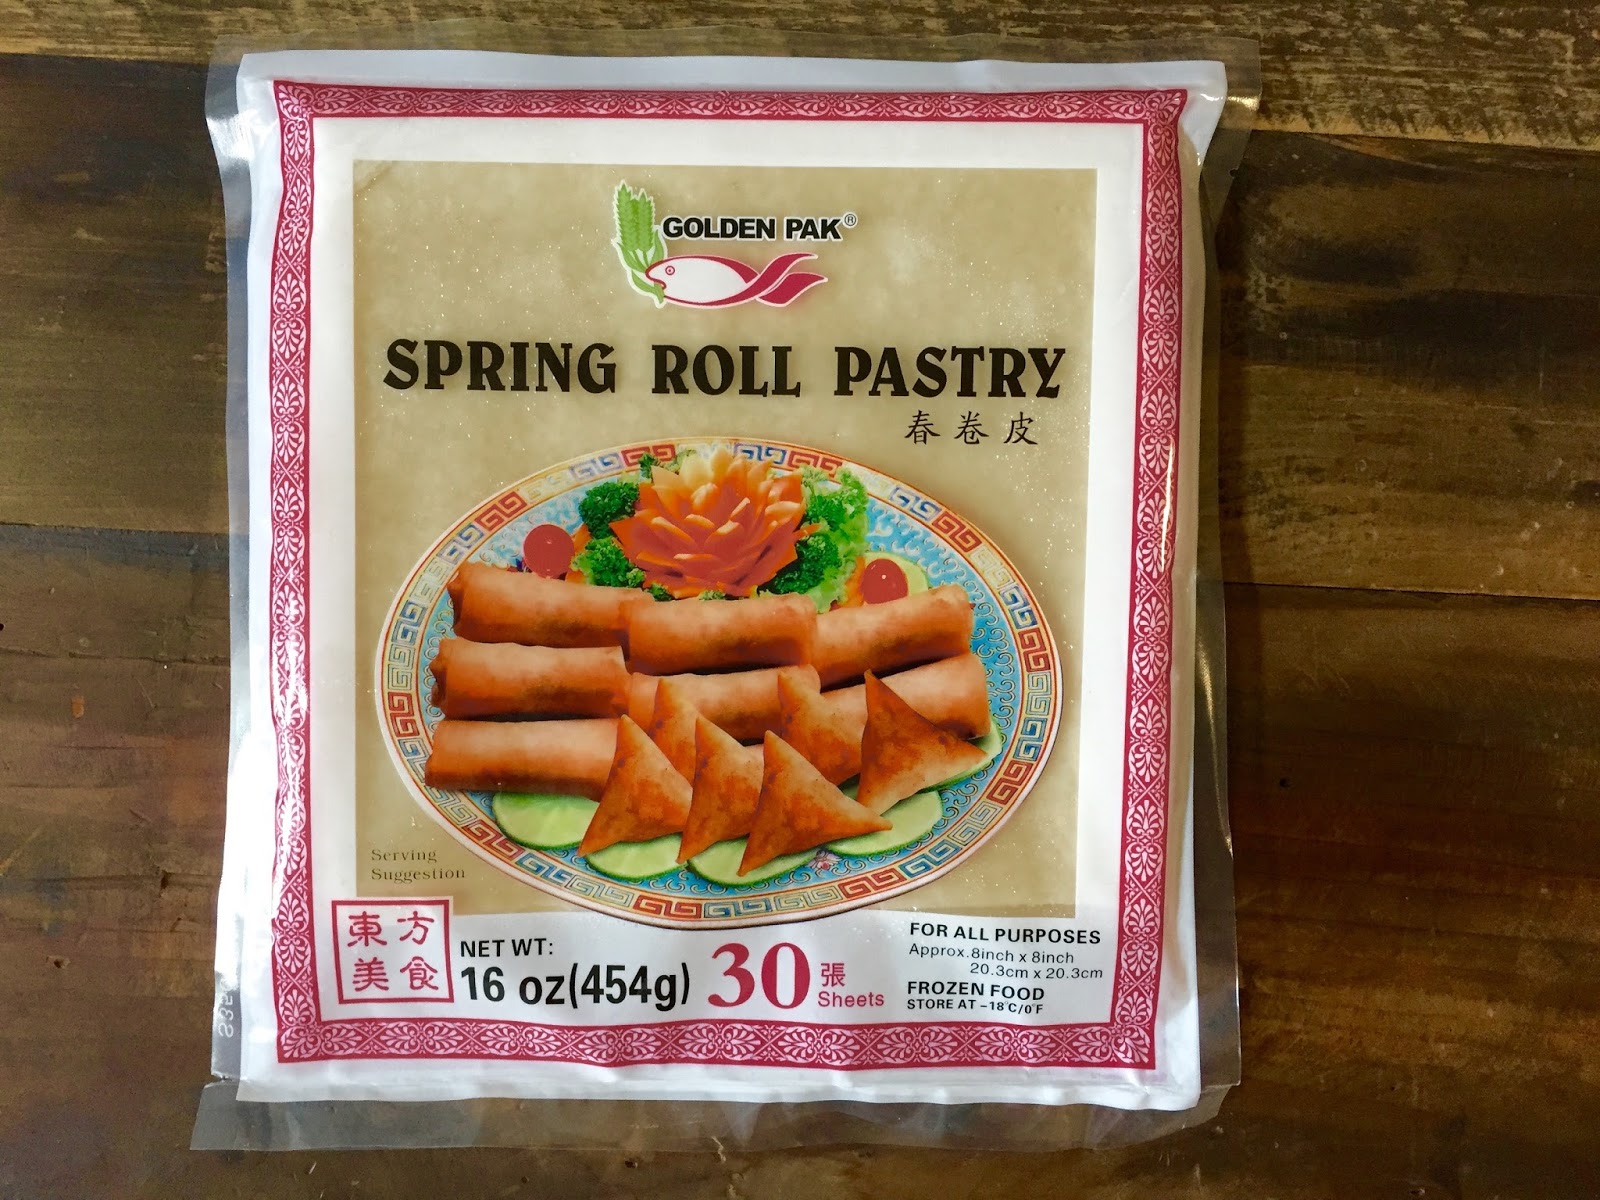 GOLDEN PAK®
SPRING ROLL PASTRY
春卷皮
Serving
Suggestion
東方
美食
NET WT:
16 oz(454g)
30 張
Sheets
FOR ALL PURPOSES
Approx.8inch x 8inch
20.3cm x 20.3cm
FROZEN FOOD
STORE AT -18°C/0°F